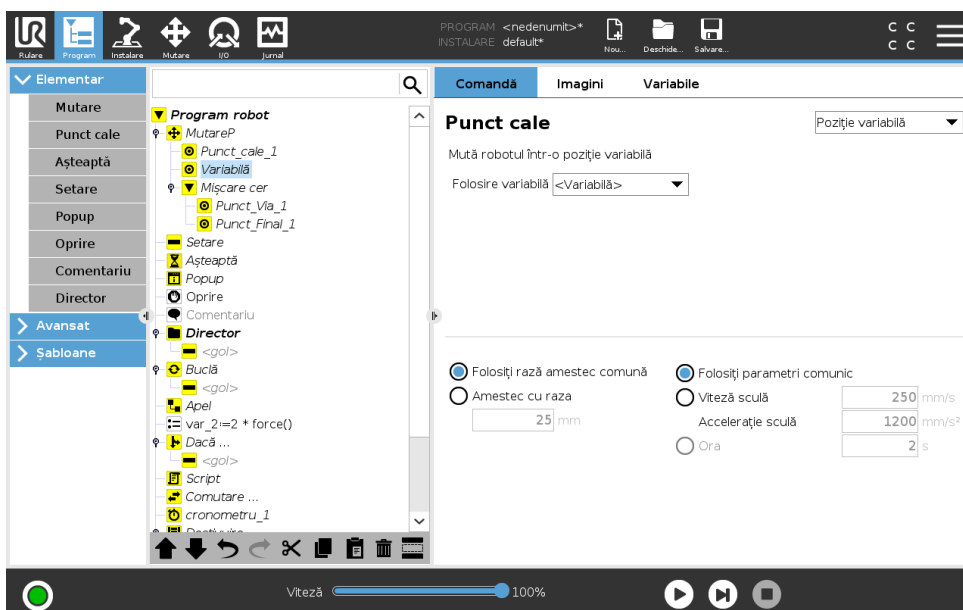 PROGRAM <nedenumit>*
INSTALARE default*
Rulare Program Instalare Mutare I/O Jurnal Nou... Deschide... Salvare...
C C
C C
Elementar
Mutare
Punct cale
Așteaptă
Setare
Popup
Oprire
Comentariu
Director
Avansat
Șabloane
Program robot
MutareP
Punct_cale_1
Variabilă
Mișcare cer
Punct_Via_1
Punct_Final_1
Setare
Așteaptă
Popup
Oprire
Comentariu
Director
<gol>
Buclă
<gol>
Apel
var_2:=2 * force()
Dacă ...
<gol>
Script
Comutare ...
cronometru_1
Comandă Imagini Variabile
Punct cale
Poziție variabilă
Mută robotul într-o poziție variabilă
Folosire variabilă <Variabilă>
Folosiți rază amestec comună
Amestec cu raza
25 mm
Folosiți parametri comunic
Viteză sculă 250 mm/s
Accelerație sculă 1200 mm/s²
Ora 2 s
Viteză 100%